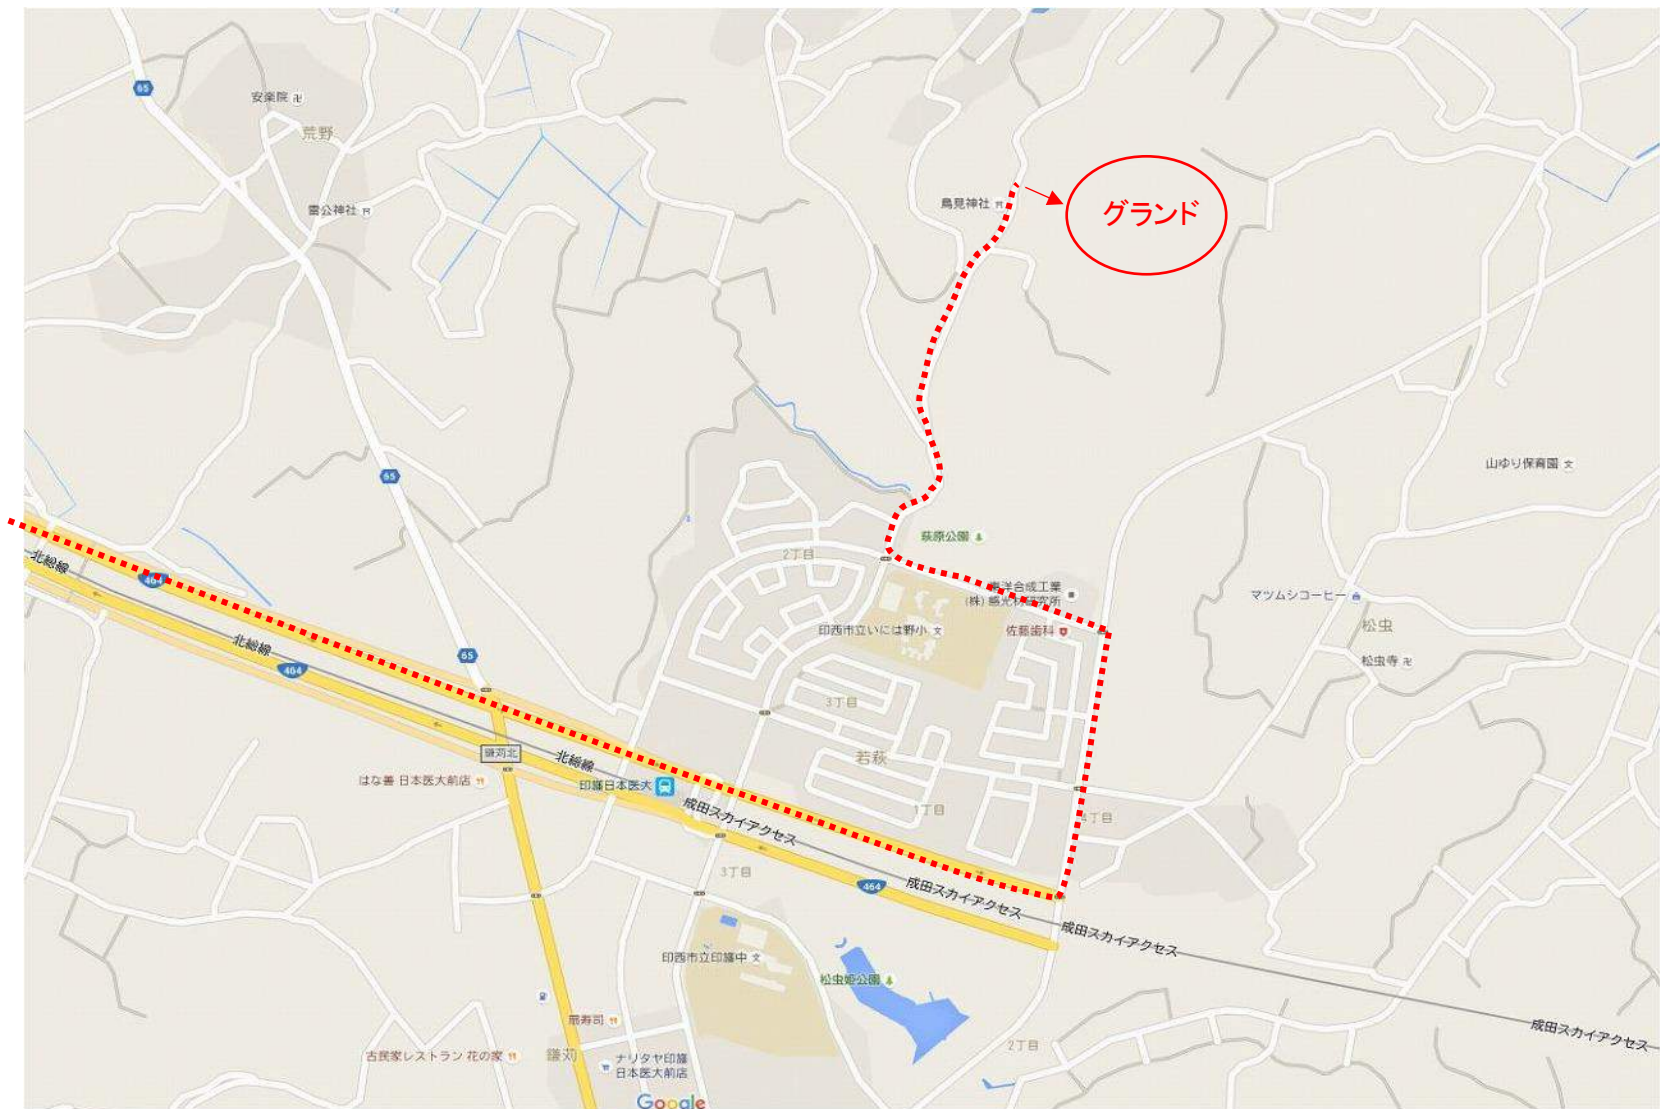 65
安楽院
荒野
雷公神社
鳥見神社
グランド
65
山ゆり保育園
萩原公園
2丁目
北総線
464
東洋合成工業
(株)感光材研究所
マツムシコーヒー
印西市立いには野小
佐藤歯科
松虫
北総線
65
464
松虫寺
3丁目
鎌苅北
北総線
若萩
はな善 日本医大前店
印旛日本医大
成田スカイアクセス
1丁目
4丁目
3丁目
464
成田スカイアクセス
成田スカイアクセス
印西市立印旛中
松虫姫公園
扇寿司
成田スカイアクセス
古民家レストラン 花の家
鎌苅
2丁目
ナリタヤ印旛
日本医大前店
Google